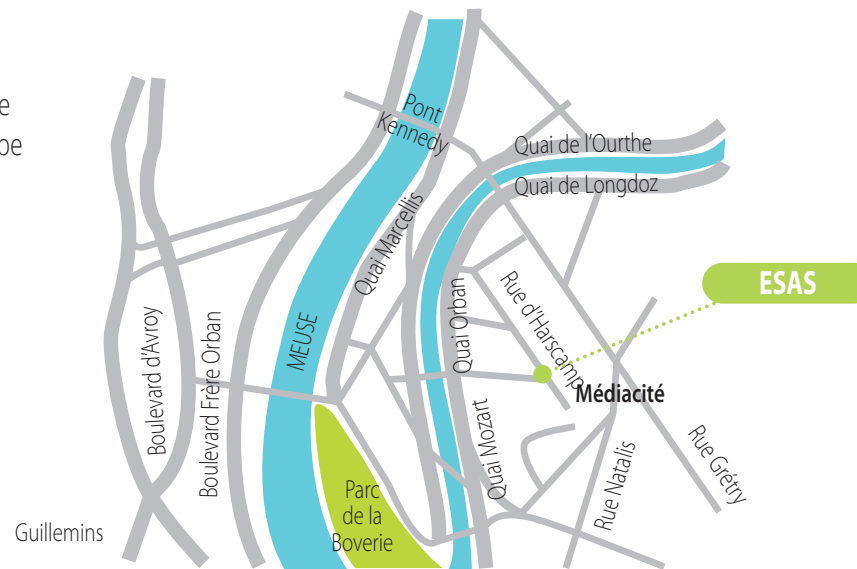 e
be
Pont
Kennedy
Quai de l'Ourthe
Quai de Longdoz
Quai Marcellis
ESAS
Rue d'Harscamp
MEUSE
Quai Orban
Boulevard d'Avroy
Boulevard Frère Orban
Médiacité
Quai Mozart
Rue Grétry
Rue Natalis
Parc
de la
Boverie
Guillemins